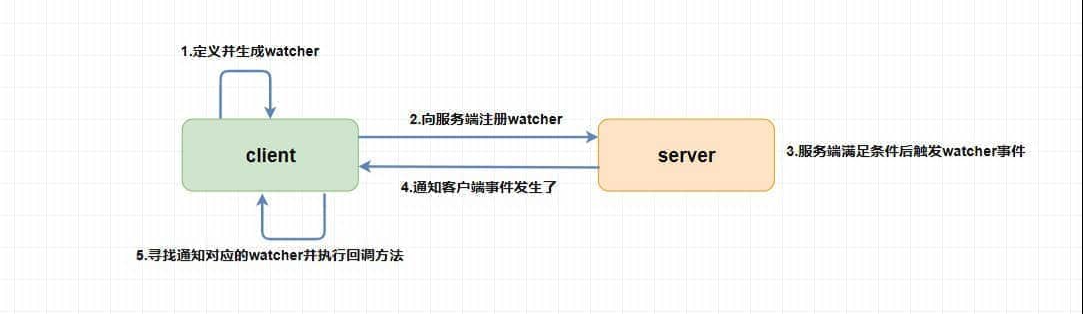 1.定义并生成watcher
2.向服务端注册watcher
client
server
3.服务端满足条件后触发watcher事件
4.通知客户端事件发生了
5.寻找通知对应的watcher并执行回调方法